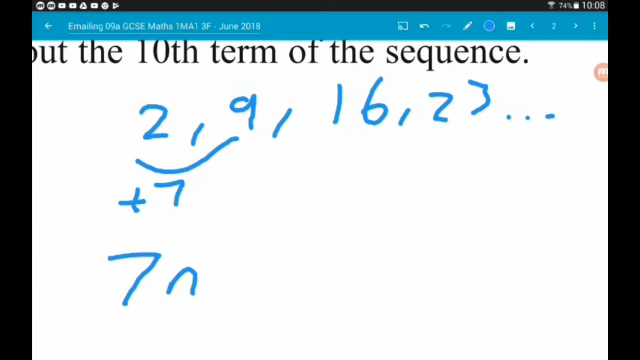 74% 10:08
Emailing 09a GCSE Maths 1MA1 3F - June 2018
2
out the 10th term of the sequence.
2, 9, 16, 23...
+7
7n